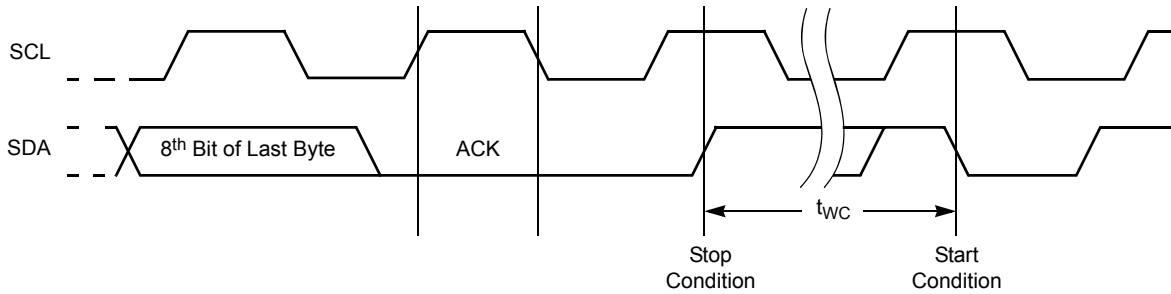 SCL
SDA
8th Bit of Last Byte
ACK
tWC
Stop
Condition
Start
Condition